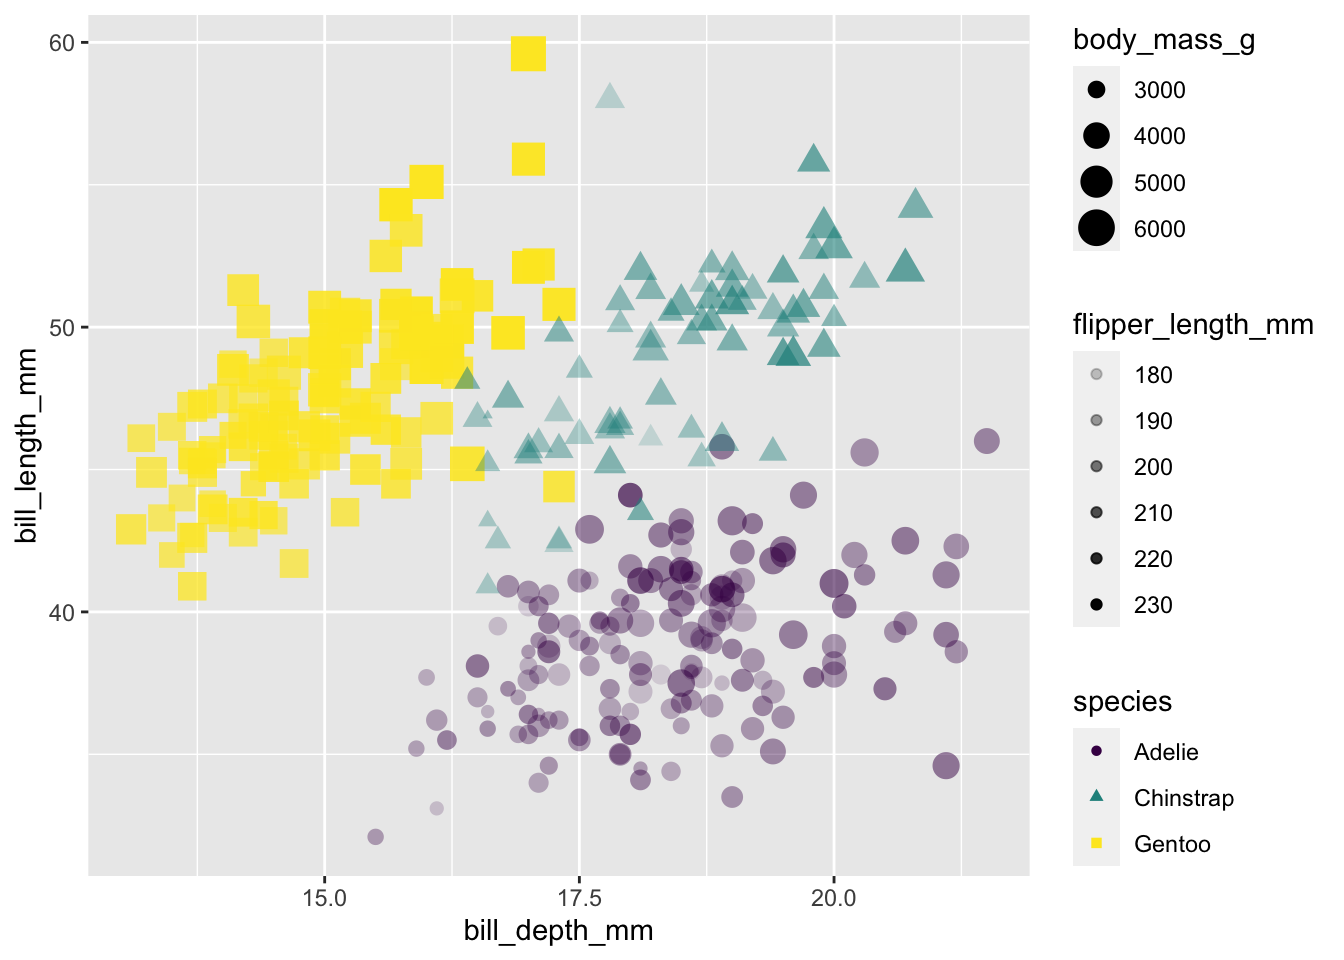 60
50
40
bill_length_mm
15.0
17.5
20.0
bill_depth_mm
body_mass_g
3000
4000
5000
6000
flipper_length_mm
180
190
200
210
220
230
species
Adelie
Chinstrap
Gentoo